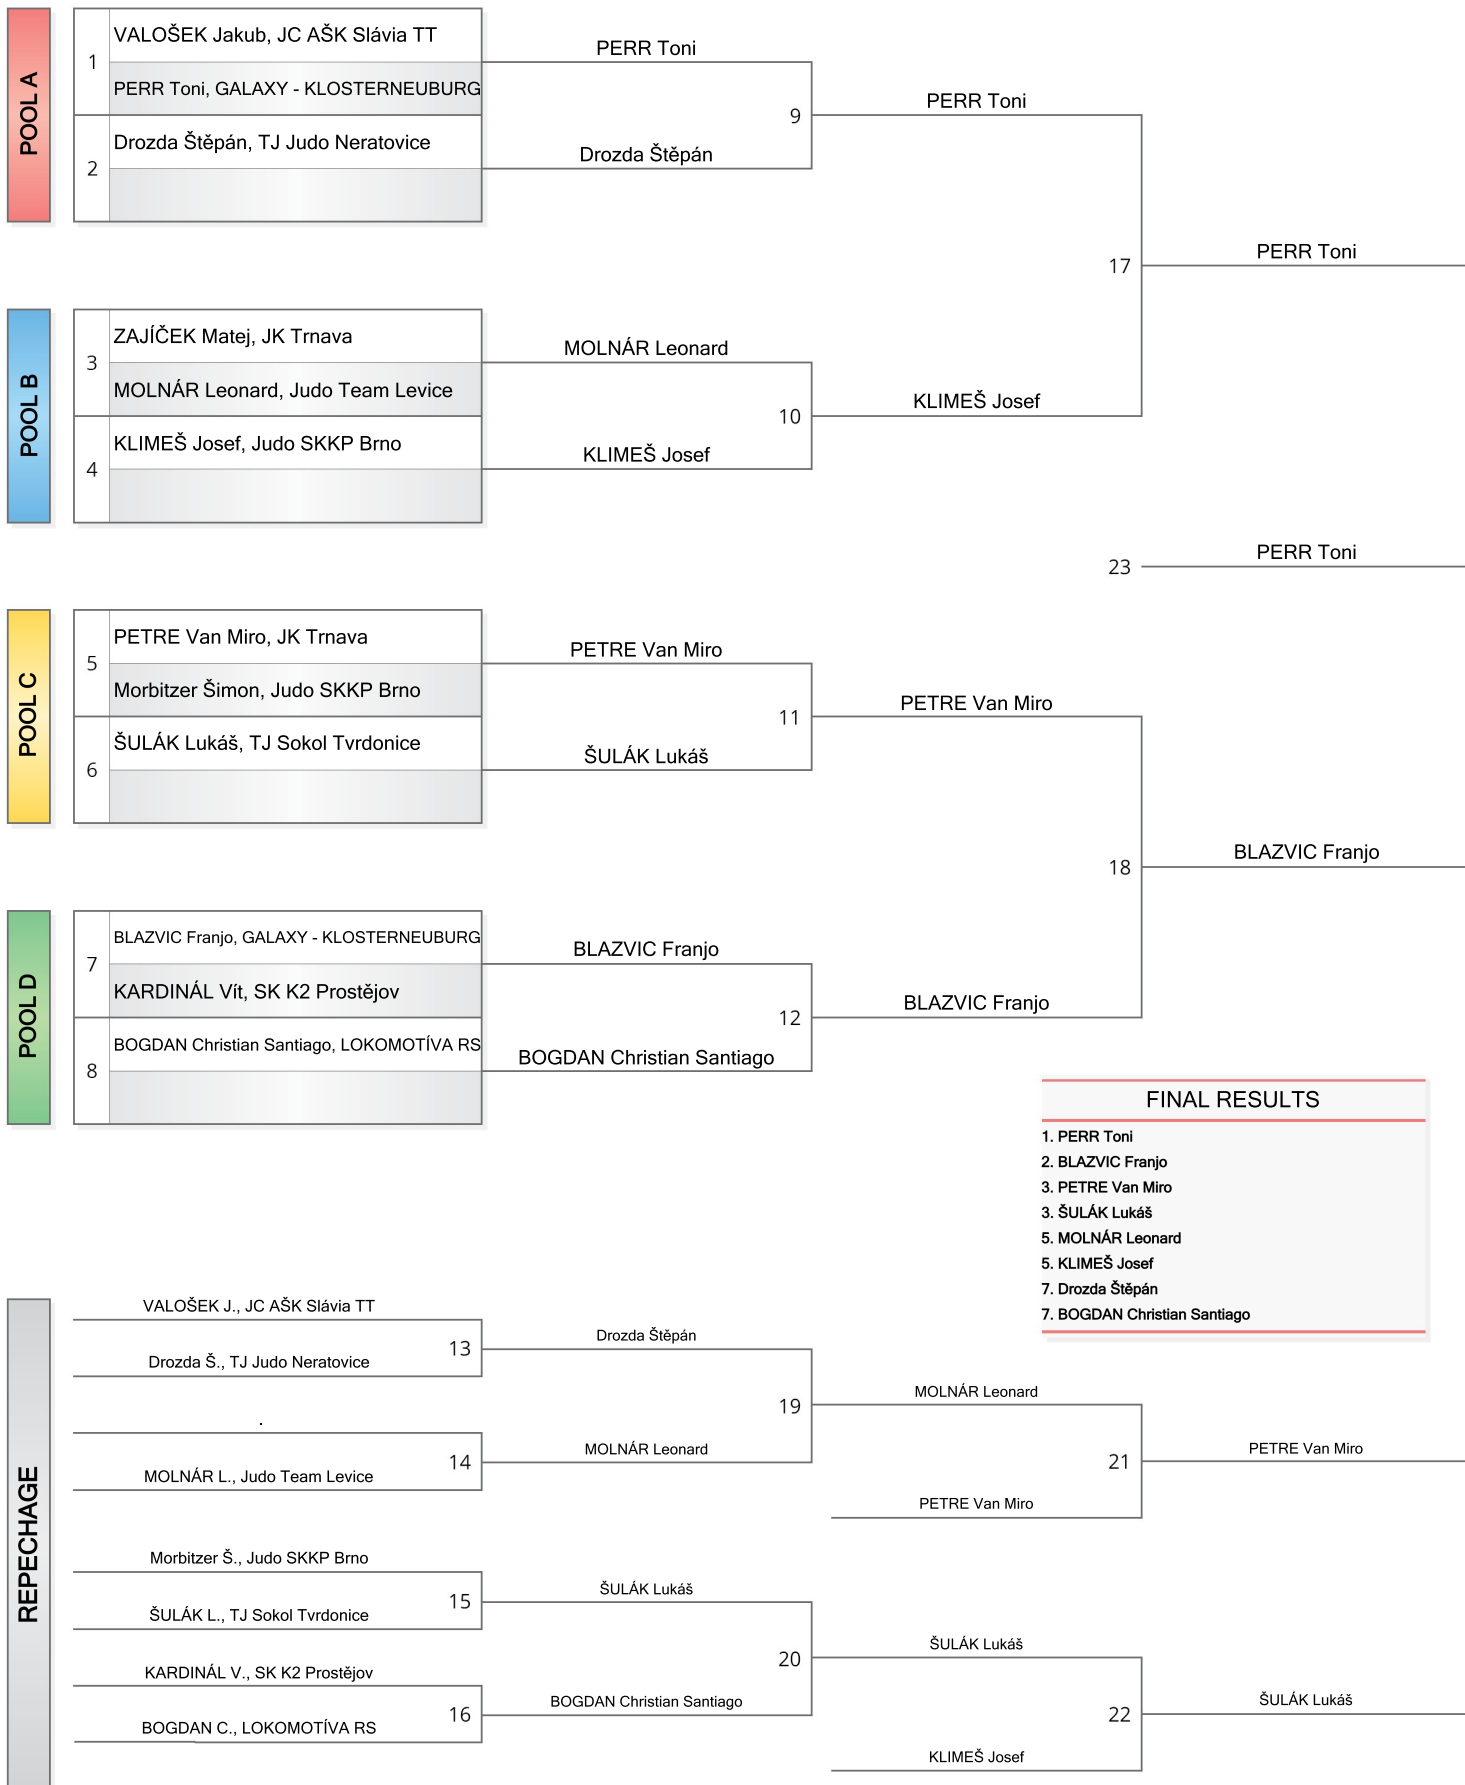 POOL A
1
VALOŠEK Jakub, JC AŠK Slávia TT
PERR Toni, GALAXY - KLOSTERNEUBURG
2
Drozda Štěpán, TJ Judo Neratovice
PERR Toni
Drozda Štěpán
9
PERR Toni
17
PERR Toni
POOL B
3
ZAJÍČEK Matej, JK Trnava
MOLNÁR Leonard, Judo Team Levice
4
KLIMEŠ Josef, Judo SKKP Brno
MOLNÁR Leonard
KLIMEŠ Josef
10
KLIMEŠ Josef
23
PERR Toni
POOL C
5
PETRE Van Miro, JK Trnava
Morbitzer Šimon, Judo SKKP Brno
6
ŠULÁK Lukáš, TJ Sokol Tvrdonice
PETRE Van Miro
ŠULÁK Lukáš
11
PETRE Van Miro
18
BLAZVIC Franjo
POOL D
7
BLAZVIC Franjo, GALAXY - KLOSTERNEUBURG
KARDINÁL Vít, SK K2 Prostějov
8
BOGDAN Christian Santiago, LOKOMOTÍVA RS
BLAZVIC Franjo
BOGDAN Christian Santiago
12
BLAZVIC Franjo
FINAL RESULTS
1. PERR Toni
2. BLAZVIC Franjo
3. PETRE Van Miro
3. ŠULÁK Lukáš
5. MOLNÁR Leonard
5. KLIMEŠ Josef
7. Drozda Štěpán
7. BOGDAN Christian Santiago
REPECHAGE
VALOŠEK J., JC AŠK Slávia TT
Drozda Š., TJ Judo Neratovice
13
Drozda Štěpán
.
MOLNÁR L., Judo Team Levice
14
MOLNÁR Leonard
19
MOLNÁR Leonard
PETRE Van Miro
21
PETRE Van Miro
Morbitzer Š., Judo SKKP Brno
ŠULÁK L., TJ Sokol Tvrdonice
15
ŠULÁK Lukáš
KARDINÁL V., SK K2 Prostějov
BOGDAN C., LOKOMOTÍVA RS
16
BOGDAN Christian Santiago
20
ŠULÁK Lukáš
KLIMEŠ Josef
22
ŠULÁK Lukáš